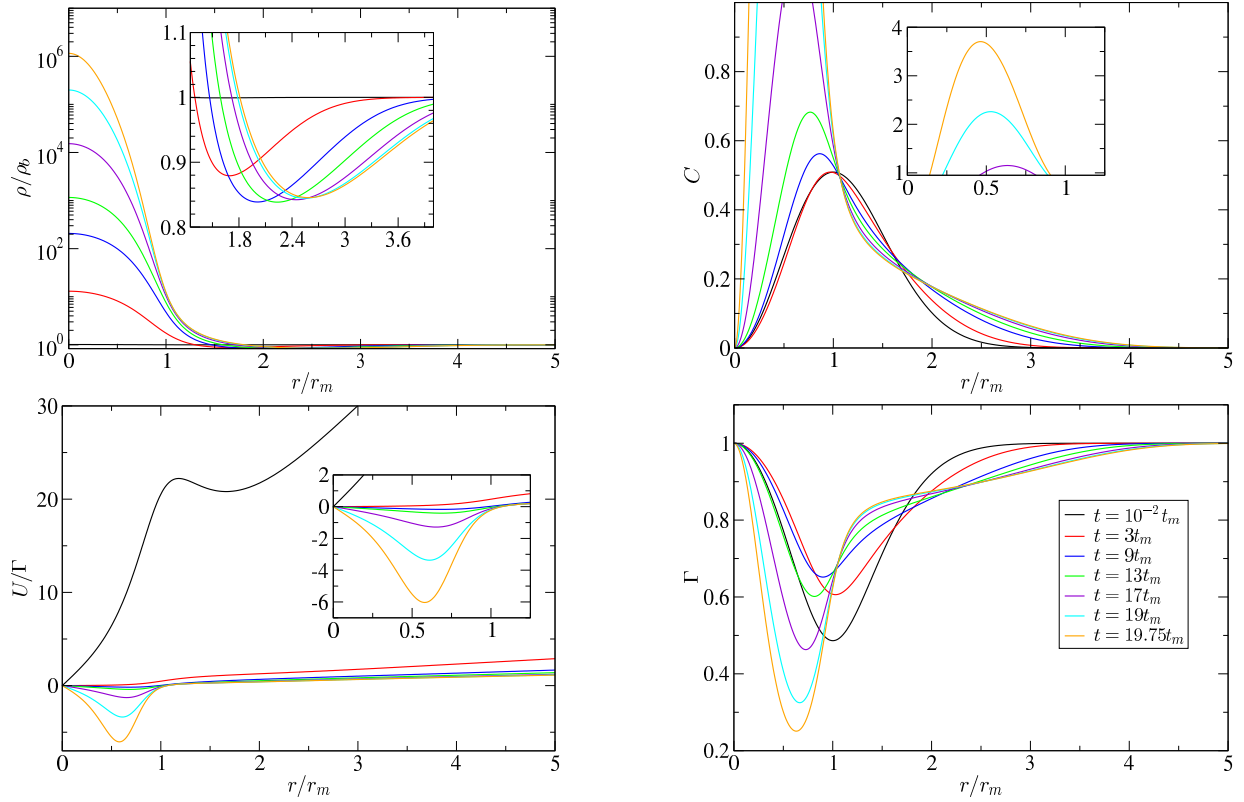 10^6
10^4
10^2
10^0
ρ/ρ_b
0 1 2 3 4 5
r/r_m
1.1
1
0.9
0.8
1.8 2.4 3 3.6
0.8
0.6
0.4
0.2
0
C
0 1 2 3 4 5
r/r_m
4
3
2
1
0 0.5 1
30
20
10
0
U/Γ
0 1 2 3 4 5
r/r_m
2
0
-2
-4
-6
0 0.5 1
1
0.8
0.6
0.4
0.2
Γ
0 1 2 3 4 5
r/r_m
t = 10^{-2} t_m
t = 3t_m
t = 9t_m
t = 13t_m
t = 17t_m
t = 19t_m
t = 19.75t_m